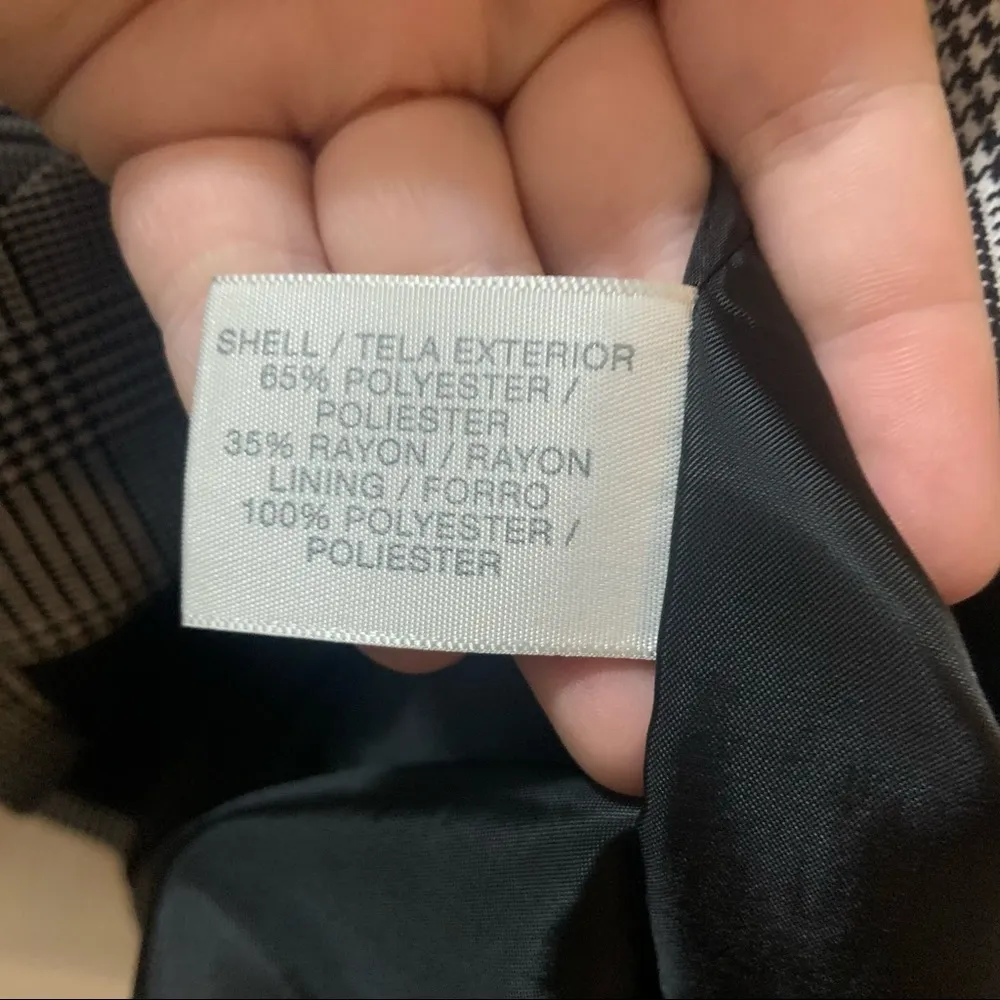 SHELL / TELA EXTERIOR
65% POLYESTER /
POLIESTER
35% RAYON / RAYON
LINING / FORRO
100% POLYESTER /
POLIESTER